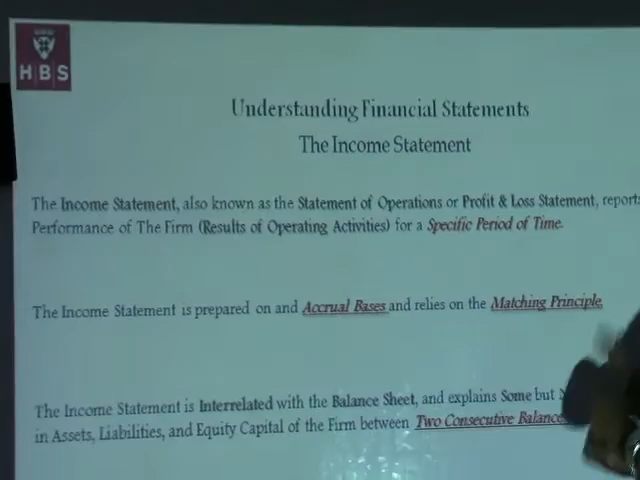 H B S
Understanding Financial Statements
The Income Statement
The Income Statement, also known as the Statement of Operations or Profit & Loss Statement, reports
Performance of The Firm (Results of Operating Activities) for a Specific Period of Time.
The Income Statement is prepared on and Accrual Bases and relies on the Matching Principle.
The Income Statement is Interrelated with the Balance Sheet, and explains Some but
in Assets, Liabilities, and Equity Capital of the Firm between Two Consecutive Balance